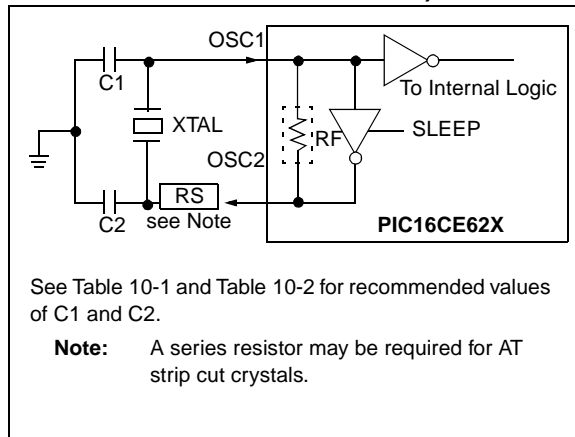 OSC1
C1
To Internal Logic
XTAL
RF
SLEEP
OSC2
RS
C2
see Note
PIC16CE62X
See Table 10-1 and Table 10-2 for recommended values
of C1 and C2.
Note: A series resistor may be required for AT
strip cut crystals.